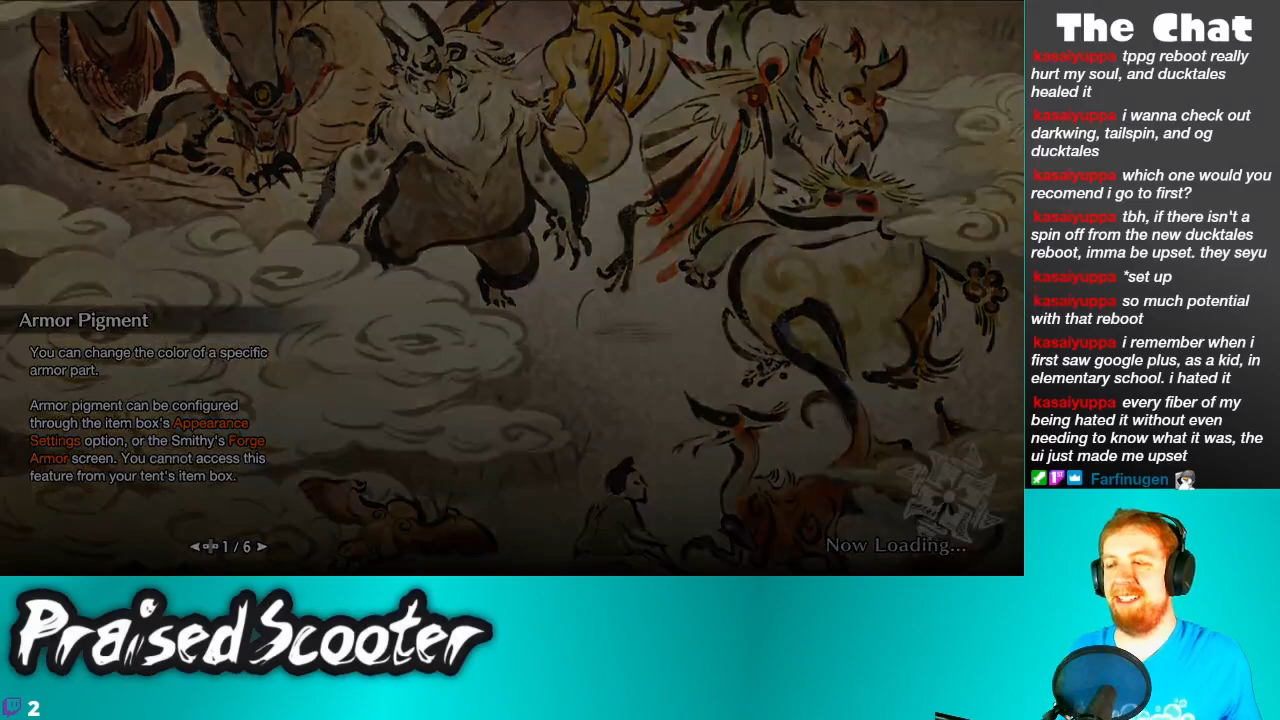 The Chat
kasaiyuppa tppg reboot really
hurt my soul, and ducktales
healed it
kasaiyuppa i wanna check out
darkwing, tailspin, and og
ducktales
kasaiyuppa which one would you
recomend i go to first?
kasaiyuppa tbh, if there isn't a
spin off from the new ducktales
reboot, imma be upset. they seyu
kasaiyuppa *set up
kasaiyuppa so much potential
with that reboot
kasaiyuppa i remember when i
first saw google plus, as a kid, in
elementary school. i hated it
kasaiyuppa every fiber of my
being hated it without even
needing to know what it was, the
ui just made me upset
1ST Farfinugen
Armor Pigment
You can change the color of a specific
armor part.
Armor pigment can be configured
through the item box's Appearance
Settings option, or the Smithy's Forge
Armor screen. You cannot access this
feature from your tent's item box.
1 / 6
Now Loading...
Praised Scooter
2